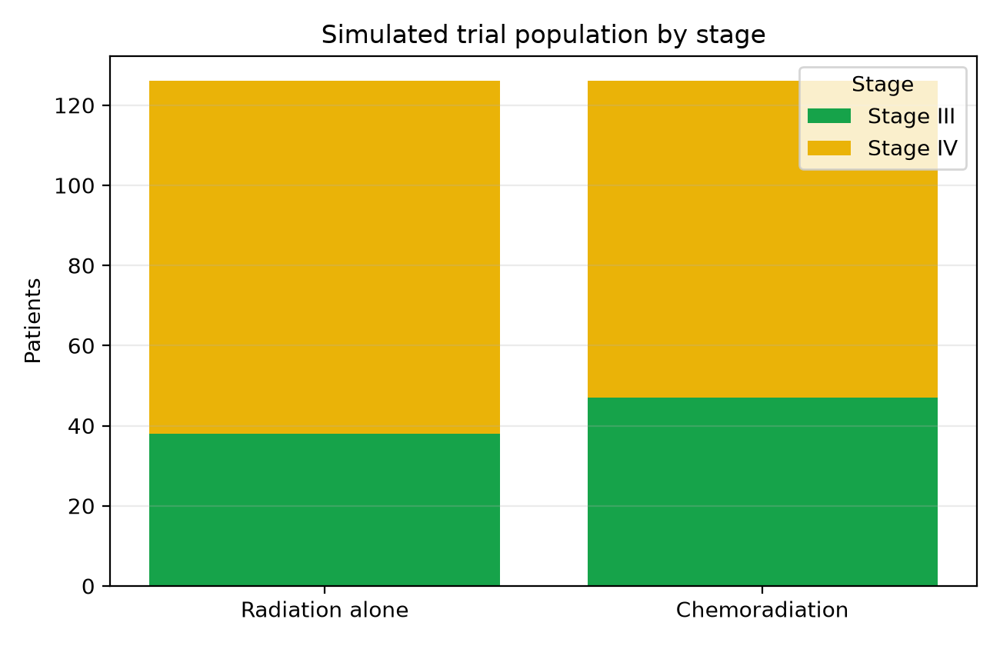 Simulated trial population by stage
Stage
Stage III
Stage IV
120
100
80
60
40
20
0
Patients
Radiation alone
Chemoradiation